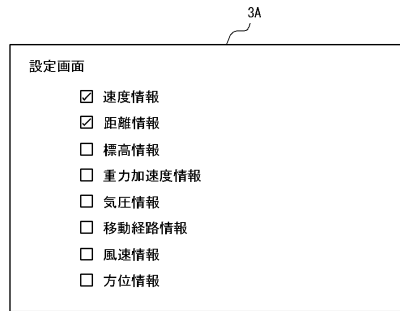 3A
設定画面
☑ 速度情報
☑ 距離情報
☐ 標高情報
☐ 重力加速度情報
☐ 気圧情報
☐ 移動経路情報
☐ 風速情報
☐ 方位情報